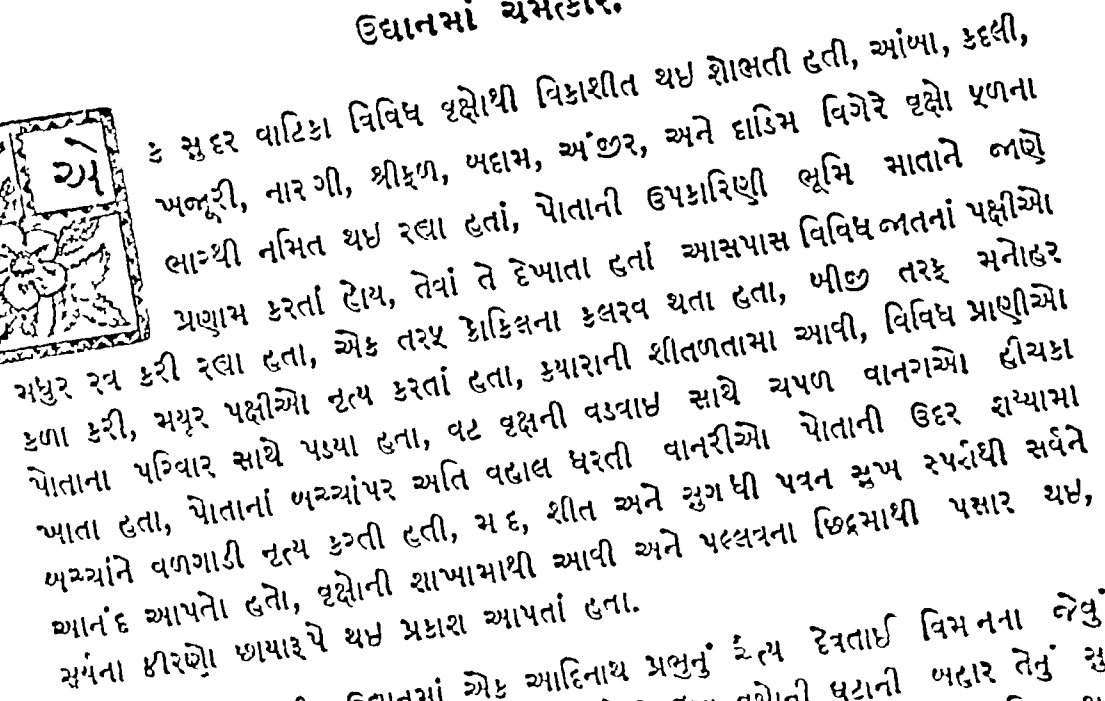 ઉદ્યાનમાં ચમત્કાર.
એ
ક સુદર વાટિકા વિવિધ વૃક્ષોથી વિકાશીત થઇ શોભતી હતી, આંબા, કદલી,
ખજૂરી, નારગી, શ્રીફળ, બદામ, અંજીર, અને દાડિમ વિગેરે વૃક્ષો ફળના
ભારથી નમિત થઇ રહ્યા હતાં, પોતાની ઉપકારિણી ભૂમિ માતાને જાણે
પ્રણામ કરતાં હોય, તેવાં તે દેખાતા હતાં આસપાસ વિવિધ જાતનાં પક્ષીઓ
મધુર રવ કરી રહ્યા હતા, એક તરફ કોકિલના કલરવ થતા હતા, બીજી તરફ મનોહર
કળા કરી, મયૂર પક્ષીઓ નૃત્ય કરતાં હતા, ક્યારાની શીતળતામા આવી, વિવિધ પ્રાણીઓ
પોતાના પરિવાર સાથે પડયા હતા, વટ વૃક્ષની વડવાઇ સાથે ચપળ વાનરાઓ હીચકા
ખાતા હતા, પોતાનાં બચ્ચાંપર અતિ વહાલ ધરતી વાનરીઓ પોતાની ઉદર શય્યામા
બચ્ચાંને વળગાડી નૃત્ય કરતી હતી, મદ, શીત અને સુગધી પવન સુખ સ્પર્શથી સર્વને
આનંદ આપતો હતો, વૃક્ષોની શાખામાથી આવી અને પલ્લવના છિદ્રમાથી પસાર થઇ,
સૂર્યના કીરણો છાયારૂપે થઇ પ્રકાશ આપતાં હતા.
એક આદિનાથ પ્રભુનું ચૈત્ય દેવતાઈ વિમાનના જેવું
વૃક્ષોની ઘટાની બહાર તેનું